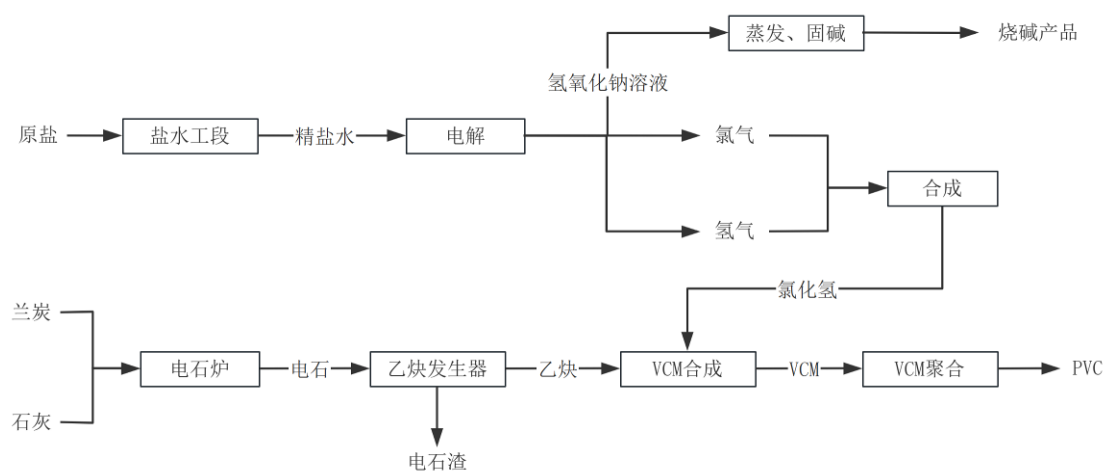 蒸发、固碱
烧碱产品
氢氧化钠溶液
原盐
盐水工段
精盐水
电解
氯气
合成
氢气
氯化氢
兰炭
电石炉
电石
乙炔发生器
乙炔
VCM合成
VCM
VCM聚合
PVC
石灰
电石渣